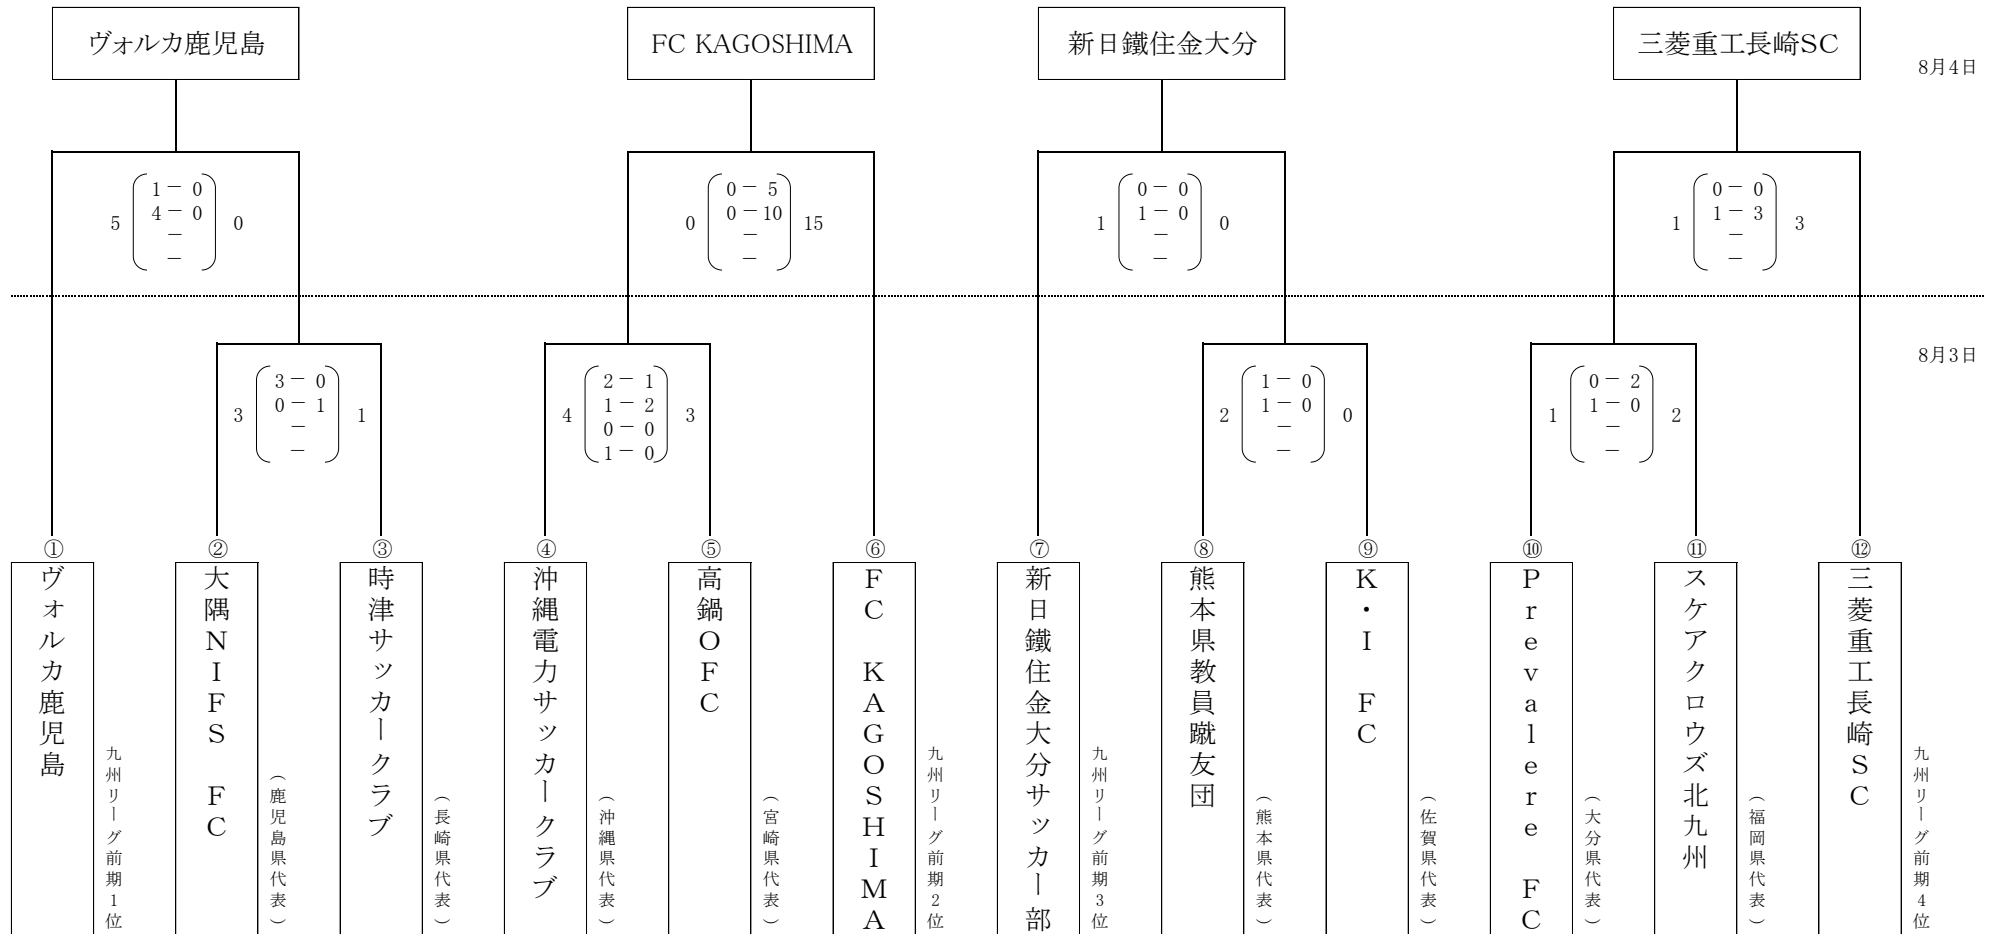 ヴォルカ鹿児島
FC KAGOSHIMA
新日鐵住金大分
三菱重工長崎SC
8月4日
5
1 － 0
4 － 0
－
－
0
0
0 － 5
0 － 10
－
－
15
1
0 － 0
1 － 0
－
－
0
1
0 － 0
1 － 3
－
－
3
8月3日
3
3 － 0
0 － 1
－
－
1
4
2 － 1
1 － 2
0 － 0
1 － 0
3
2
1 － 0
1 － 0
－
－
0
1
0 － 2
1 － 0
－
－
2
①
ヴォルカ鹿児島
九州リーグ前期1位
②
大隅NIFS FC
(鹿児島県代表)
③
時津サッカークラブ
(長崎県代表)
④
沖縄電力サッカークラブ
(沖縄県代表)
⑤
高鍋OFC
(宮崎県代表)
⑥
FC KAGOSHIMA
九州リーグ前期2位
⑦
新日鐵住金大分サッカー部
九州リーグ前期3位
⑧
熊本県教員蹴友団
(熊本県代表)
⑨
K・I FC
(佐賀県代表)
⑩
Prevalere FC
(大分県代表)
⑪
スケアクロウズ北九州
(福岡県代表)
⑫
三菱重工長崎SC
九州リーグ前期4位